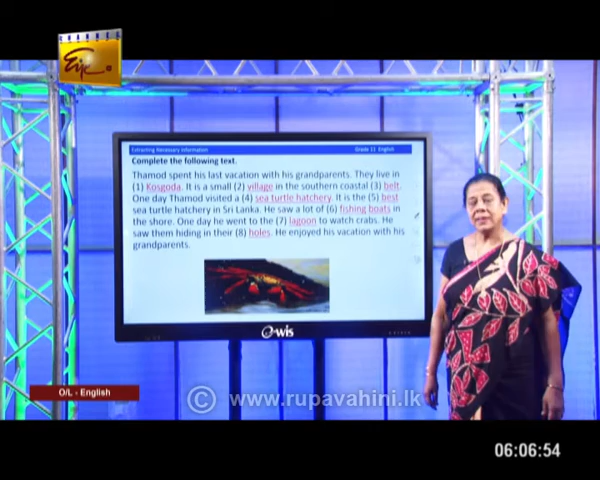 Extracting Necessary Information Grade 11 English
Complete the following text.
Thamod spent his last vacation with his grandparents. They live in
(1) Kosgoda. It is a small (2) village in the southern coastal (3) belt.
One day Thamod visited a (4) sea turtle hatchery. It is the (5) best
sea turtle hatchery in Sri Lanka. He saw a lot of (6) fishing boats in
the shore. One day he went to the (7) lagoon to watch crabs. He
saw them hiding in their (8) holes. He enjoyed his vacation with his
grandparents.
e-wis
O/L - English
© www.rupavahini.lk
06:06:54